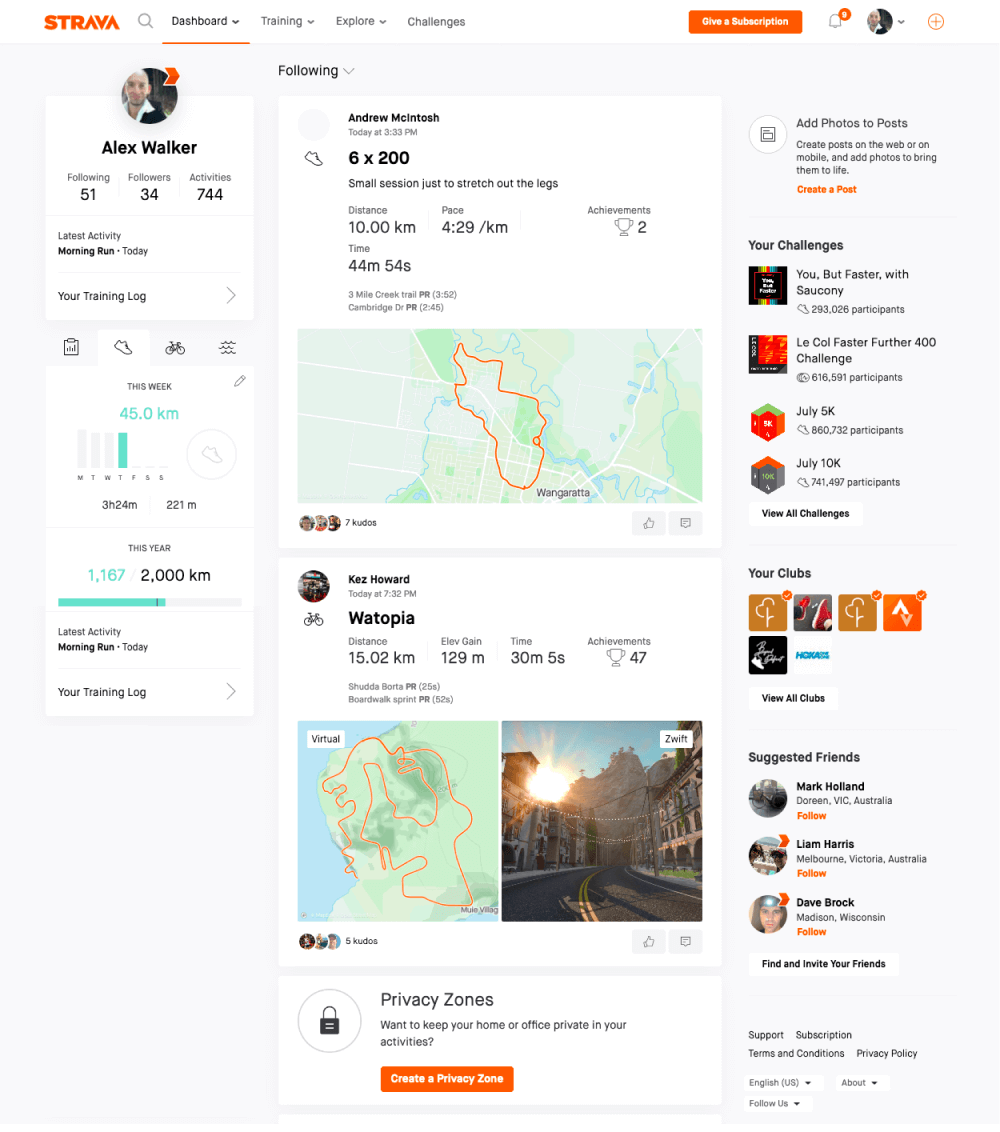 STRAVA
Dashboard
Training
Explore
Challenges
Give a Subscription
9
Following
Alex Walker
Following
Followers
Activities
51
34
744
Latest Activity
Morning Run • Today
Your Training Log
THIS WEEK
45.0 km
M T W T F S S
3h24m
221 m
THIS YEAR
1,167 / 2,000 km
Latest Activity
Morning Run • Today
Your Training Log
Andrew McIntosh
Today at 3:33 PM
6 x 200
Small session just to stretch out the legs
Distance
Pace
Achievements
10.00 km
4:29 /km
2
Time
44m 54s
3 Mile Creek trail PR (3:52)
Cambridge Dr PR (2:45)
Wangaratta
7 kudos
Kez Howard
Today at 7:32 PM
Watopia
Distance
Elev Gain
Time
Achievements
15.02 km
129 m
30m 5s
47
Shudda Borta PR (25s)
Boardwalk sprint PR (52s)
Virtual
Zwift
5 kudos
Privacy Zones
Want to keep your home or office private in your
activities?
Create a Privacy Zone
Add Photos to Posts
Create posts on the web or on
mobile, and add photos to bring
them to life.
Create a Post
Your Challenges
You,
But
Faster
You, But Faster, with
Saucony
293,026 participants
LE COL
Le Col Faster Further 400
Challenge
616,591 participants
5K
July 5K
860,732 participants
10K
July 10K
741,497 participants
View All Challenges
Your Clubs
HOKA
View All Clubs
Suggested Friends
Mark Holland
Doreen, VIC, Australia
Follow
Liam Harris
Melbourne, Victoria, Australia
Follow
Dave Brock
Madison, Wisconsin
Follow
Find and Invite Your Friends
Support
Subscription
Terms and Conditions
Privacy Policy
English (US)
About
Follow Us